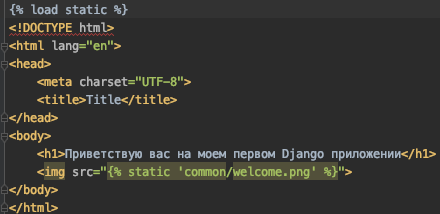 {% load static %}
<!DOCTYPE html>
<html lang="en">
<head>
    <meta charset="UTF-8">
    <title>Title</title>
</head>
<body>
    <h1>Приветствую вас на моем первом Django приложении</h1>
    <img src="{% static 'common/welcome.png' %}">
</body>
</html>